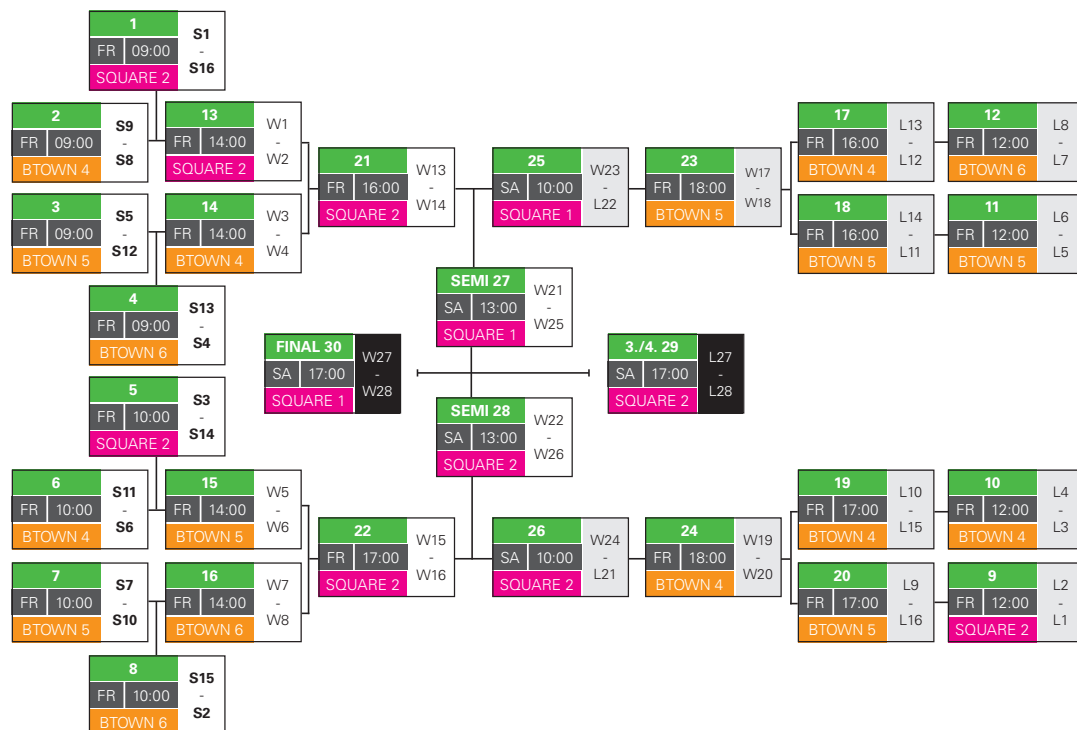 1
FR 09:00
SQUARE 2
S1
-
S16
2
FR 09:00
BTOWN 4
S9
-
S8
13
FR 14:00
SQUARE 2
W1
-
W2
3
FR 09:00
BTOWN 5
S5
-
S12
14
FR 14:00
BTOWN 4
W3
-
W4
4
FR 09:00
BTOWN 6
S13
-
S4
21
FR 16:00
SQUARE 2
W13
-
W14
25
SA 10:00
SQUARE 1
W23
-
L22
23
FR 18:00
BTOWN 5
W17
-
W18
17
FR 16:00
BTOWN 4
L13
-
L12
12
FR 12:00
BTOWN 6
L8
-
L7
18
FR 16:00
BTOWN 5
L14
-
L11
11
FR 12:00
BTOWN 5
L6
-
L5
SEMI 27
SA 13:00
SQUARE 1
W21
-
W25
FINAL 30
SA 17:00
SQUARE 1
W27
-
W28
3./4. 29
SA 17:00
SQUARE 2
L27
-
L28
SEMI 28
SA 13:00
SQUARE 2
W22
-
W26
5
FR 10:00
SQUARE 2
S3
-
S14
6
FR 10:00
BTOWN 4
S11
-
S6
15
FR 14:00
BTOWN 5
W5
-
W6
7
FR 10:00
BTOWN 5
S7
-
S10
16
FR 14:00
BTOWN 6
W7
-
W8
8
FR 10:00
BTOWN 6
S15
-
S2
22
FR 17:00
SQUARE 2
W15
-
W16
26
SA 10:00
SQUARE 2
W24
-
L21
24
FR 18:00
BTOWN 4
W19
-
W20
19
FR 17:00
BTOWN 4
L10
-
L15
10
FR 12:00
BTOWN 4
L4
-
L3
20
FR 17:00
BTOWN 5
L9
-
L16
9
FR 12:00
SQUARE 2
L2
-
L1